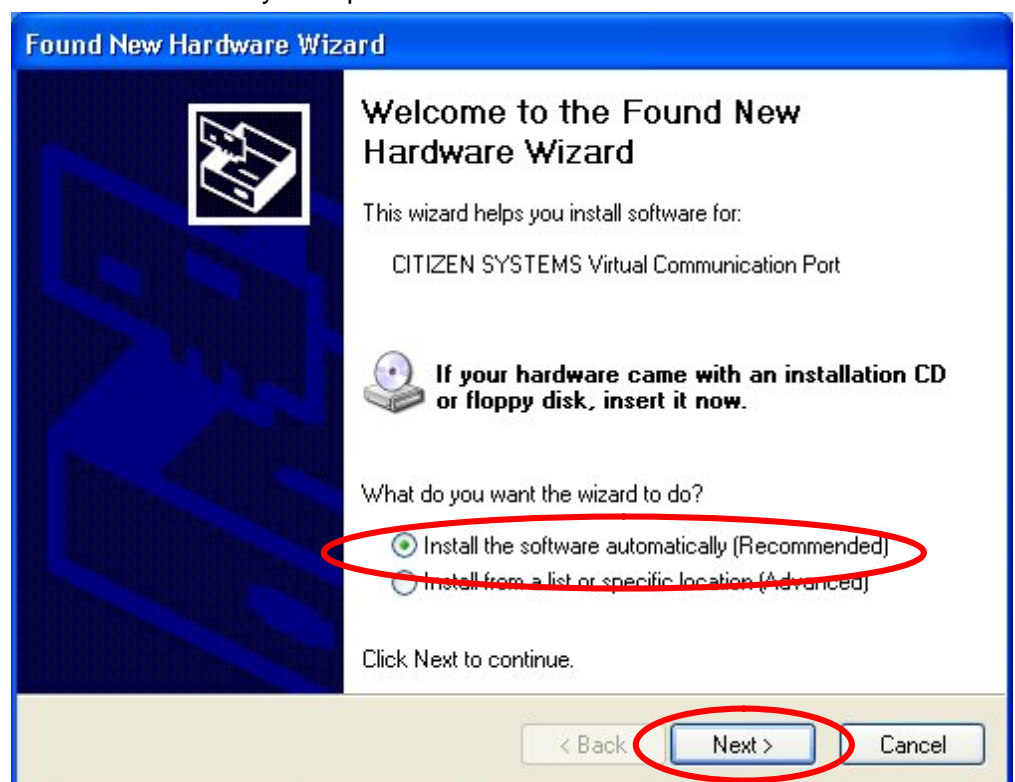 Found New Hardware Wizard
Welcome to the Found New
Hardware Wizard
This wizard helps you install software for:
CITIZEN SYSTEMS Virtual Communication Port
If your hardware came with an installation CD
or floppy disk, insert it now.
What do you want the wizard to do?
Install the software automatically (Recommended)
Install from a list or specific location (Advanced)
Click Next to continue.
< Back Next > Cancel